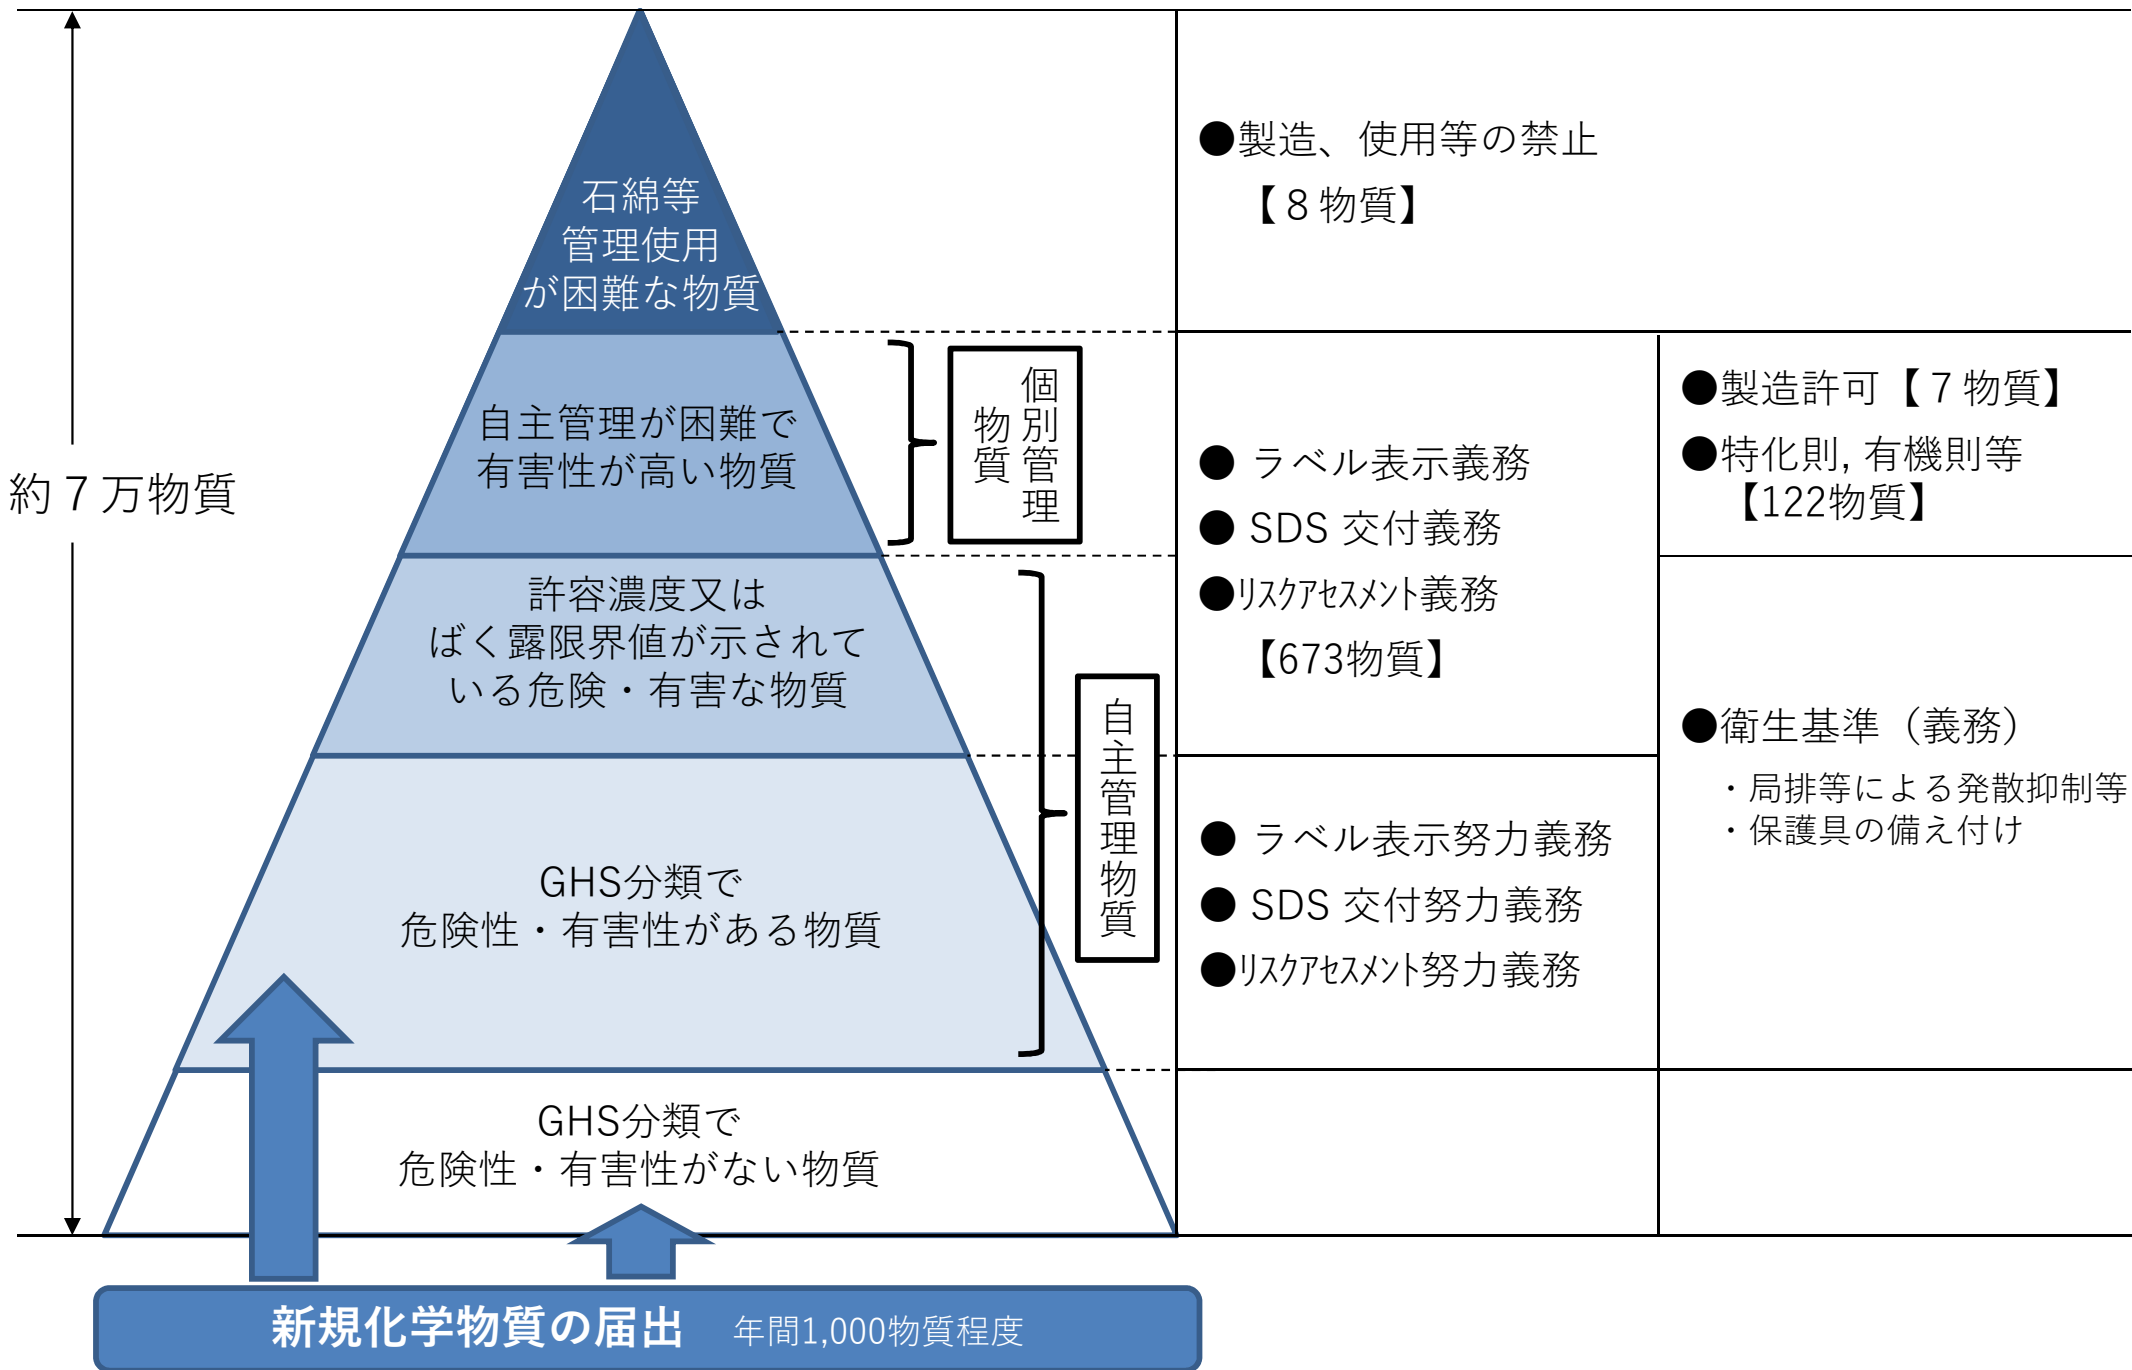 約７万物質
石綿等
管理使用
が困難な物質
自主管理が困難で
有害性が高い物質
許容濃度又は
ばく露限界値が示されて
いる危険・有害な物質
GHS分類で
危険性・有害性がある物質
GHS分類で
危険性・有害性がない物質
個別管理
物質
自主管理物質
●製造、使用等の禁止
【８物質】
● ラベル表示義務
● SDS 交付義務
●ﾘｽｸｱｾｽﾒﾝﾄ義務
【673物質】
●製造許可【７物質】
●特化則, 有機則等
【122物質】
● ラベル表示努力義務
● SDS 交付努力義務
●ﾘｽｸｱｾｽﾒﾝﾄ努力義務
●衛生基準（義務）
・局排等による発散抑制等
・保護具の備え付け
新規化学物質の届出 年間1,000物質程度